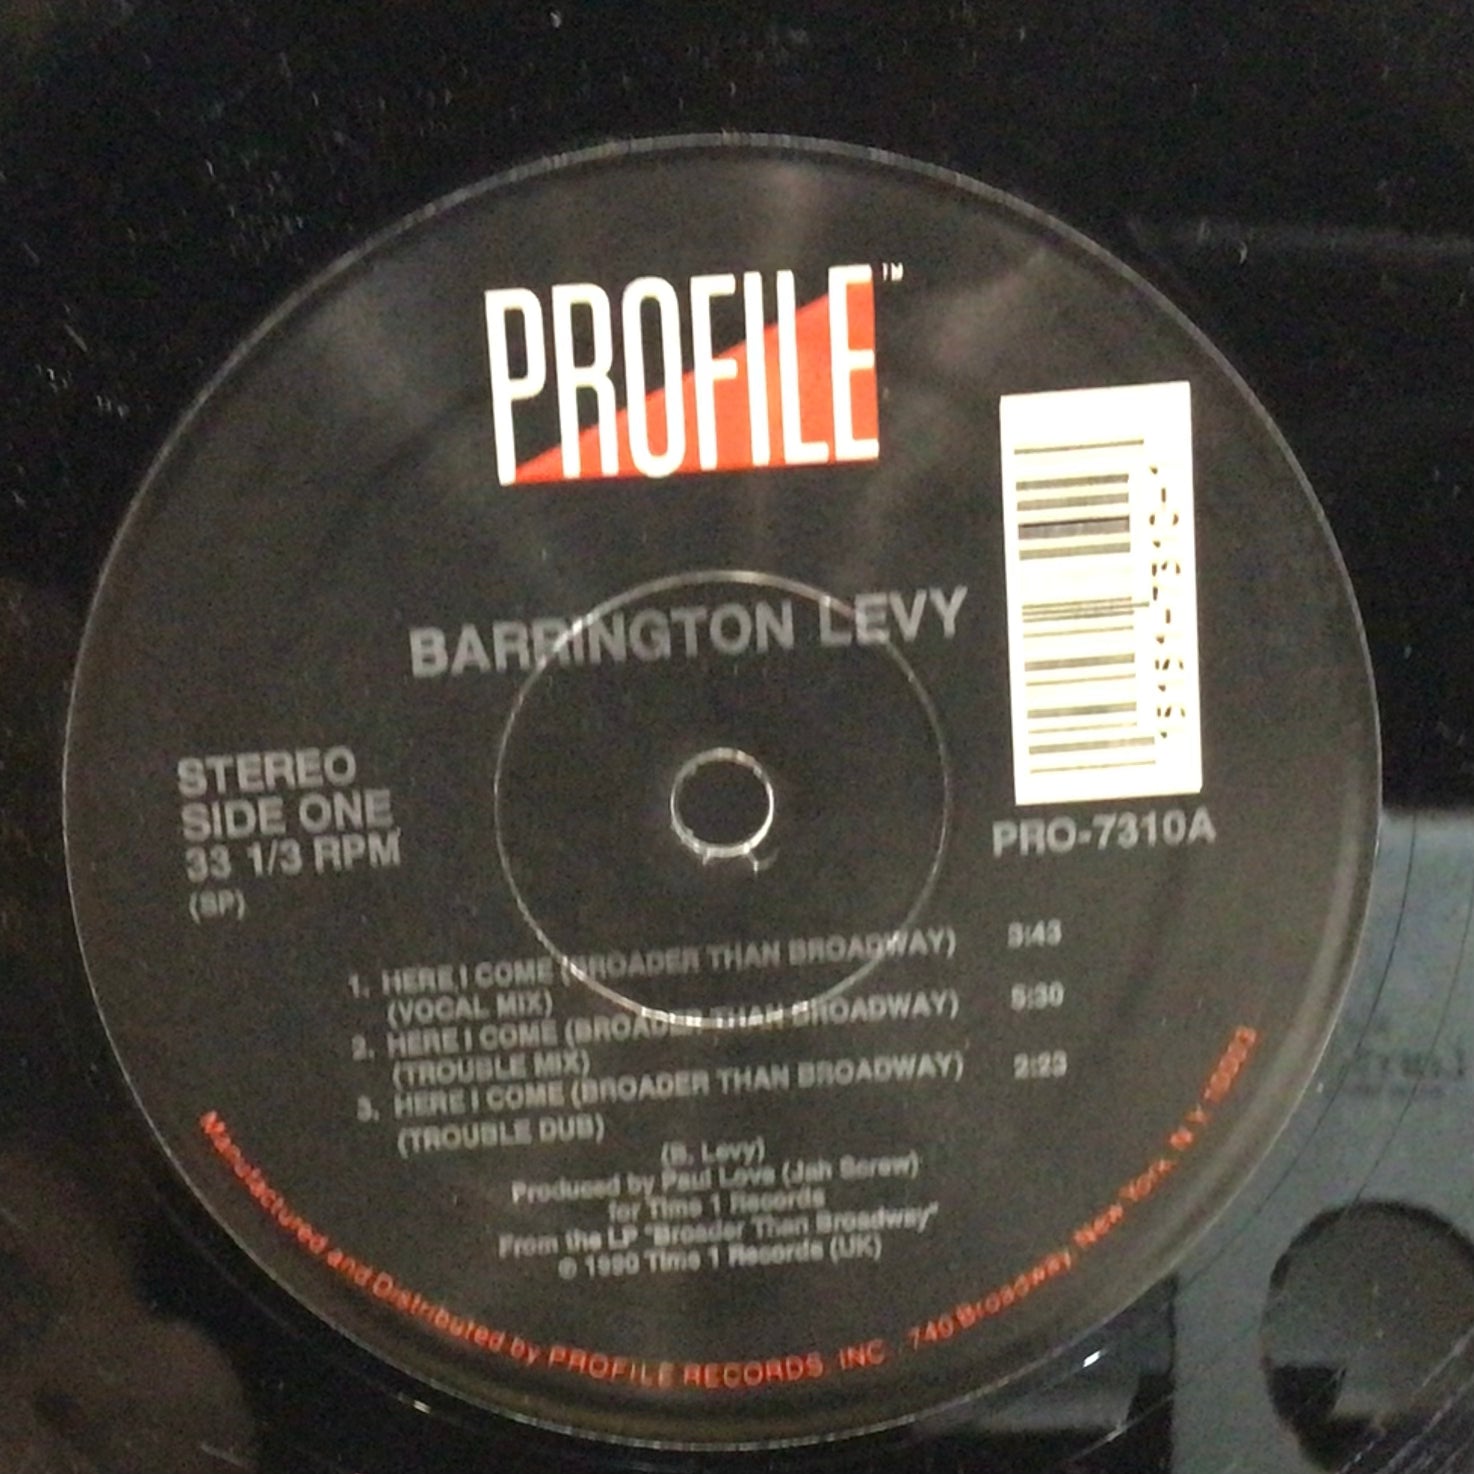 PROFILE™
BARRINGTON LEVY
STEREO
SIDE ONE
33 1/3 RPM
(SP)
PRO-7310A
1. HERE I COME (BROADER THAN BROADWAY) 3:43
(VOCAL MIX)
2. HERE I COME (BROADER THAN BROADWAY) 5:30
(TROUBLE MIX)
3. HERE I COME (BROADER THAN BROADWAY) 2:23
(TROUBLE DUB)
(B. Levy)
Produced by Paul Love (Jah Screw)
for Time 1 Records
From the LP "Broader Than Broadway"
© 1990 Time 1 Records (UK)
Manufactured and Distributed by PROFILE RECORDS, INC. 740 Broadway, New York, N.Y. 10003